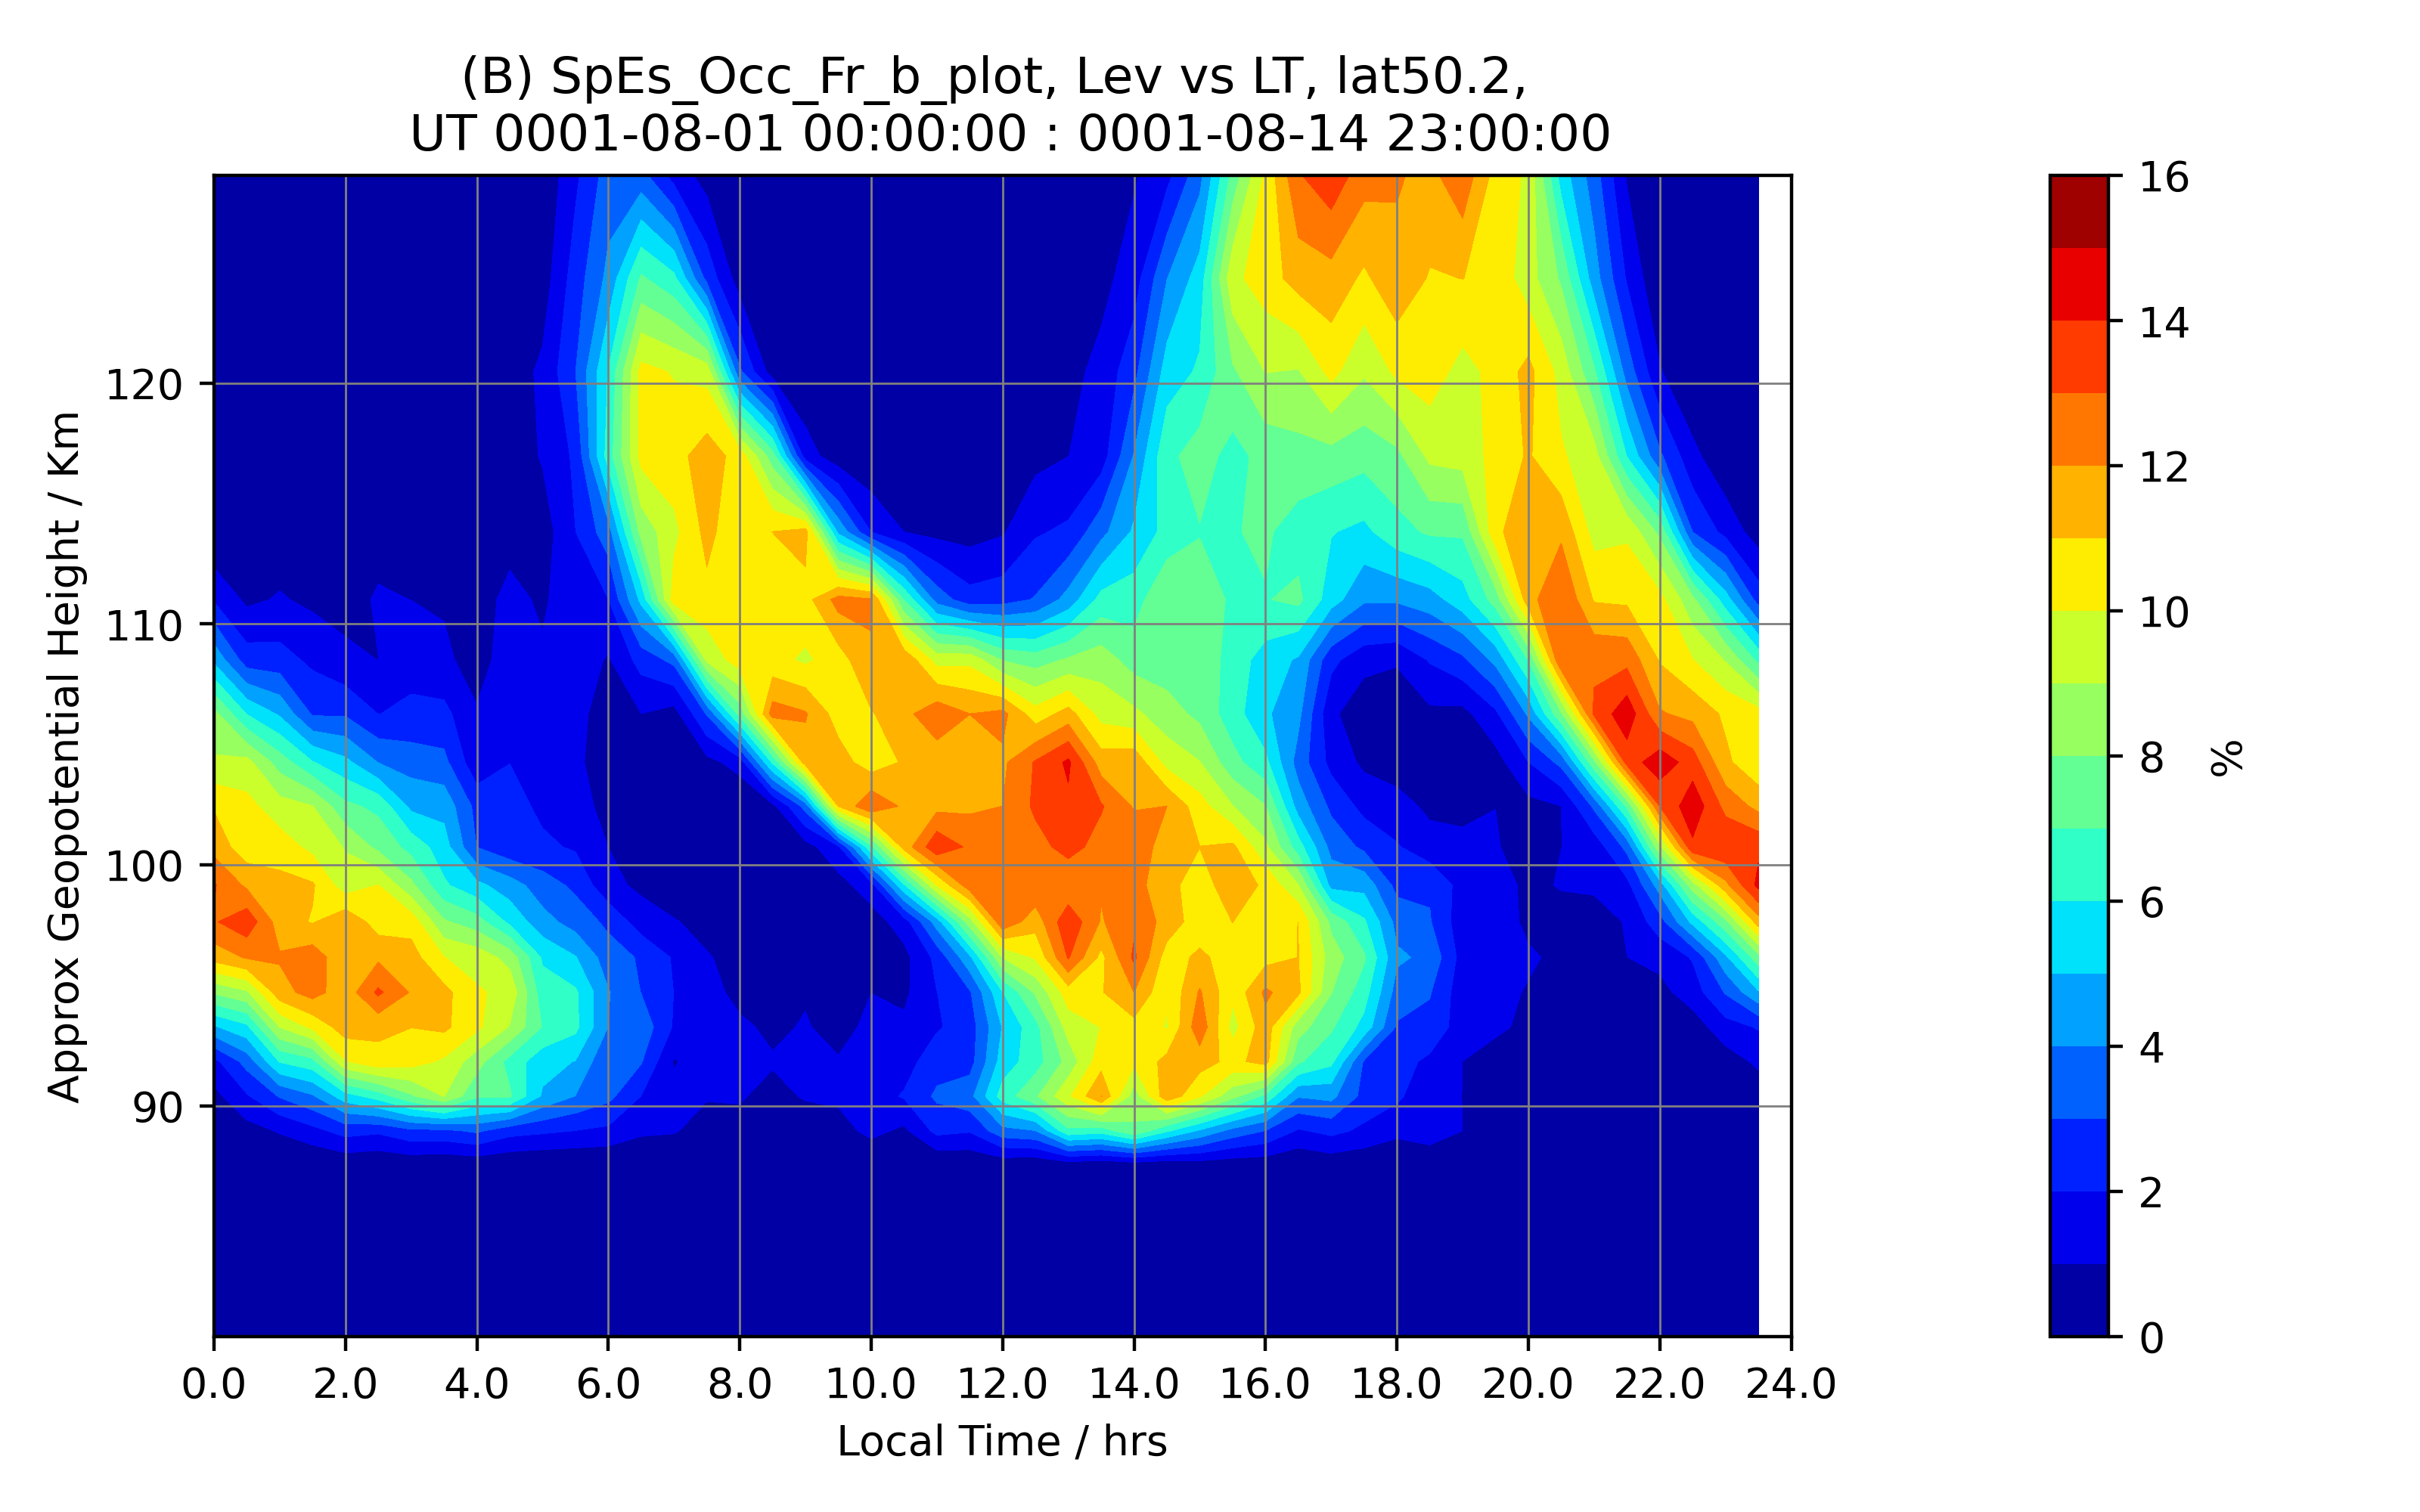 (B) SpEs_Occ_Fr_b_plot, Lev vs LT, lat50.2,
UT 0001-08-01 00:00:00 : 0001-08-14 23:00:00
Approx Geopotential Height / Km
120
110
100
90
0.0 2.0 4.0 6.0 8.0 10.0 12.0 14.0 16.0 18.0 20.0 22.0 24.0
Local Time / hrs
16
14
12
10
8
6
4
2
0
%